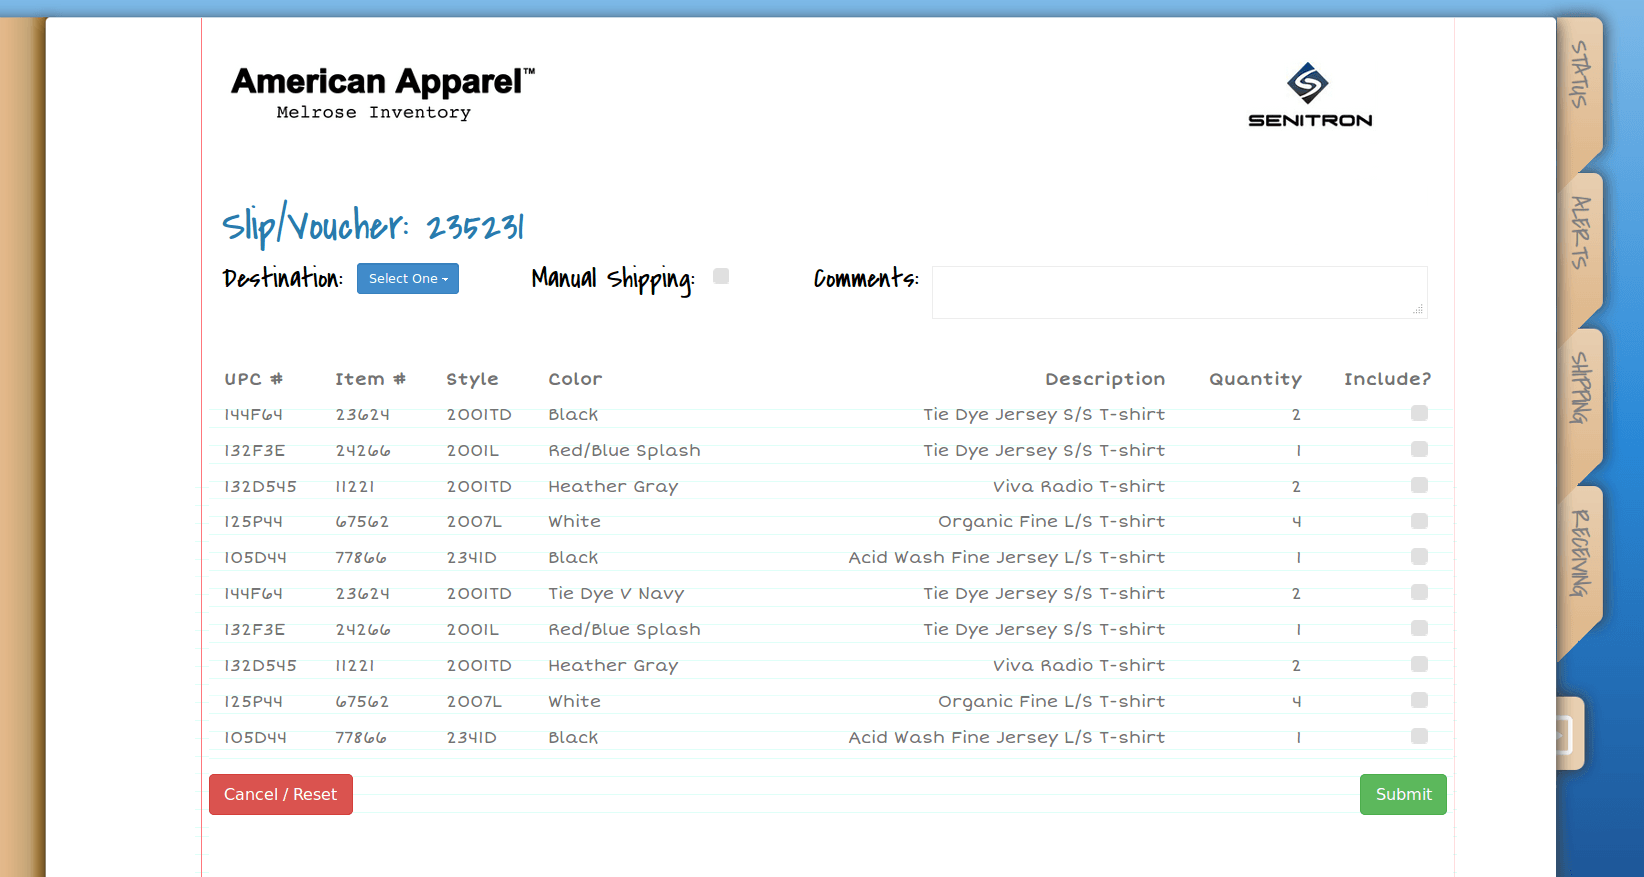 American Apparel™
Melrose Inventory
SENITRON
Slip/Voucher: 235231
Destination: Select One Manual Shipping: Comments:
UPC # Item # Style Color Description Quantity Include?
144F64 23624 2001TD Black Tie Dye Jersey S/S T-shirt 2
132F3E 24266 2001L Red/Blue Splash Tie Dye Jersey S/S T-shirt 1
132D545 11221 2001TD Heather Gray Viva Radio T-shirt 2
125P44 67562 2007L White Organic Fine L/S T-shirt 4
105D44 77866 2341D Black Acid Wash Fine Jersey L/S T-shirt 1
144F64 23624 2001TD Tie Dye V Navy Tie Dye Jersey S/S T-shirt 2
132F3E 24266 2001L Red/Blue Splash Tie Dye Jersey S/S T-shirt 1
132D545 11221 2001TD Heather Gray Viva Radio T-shirt 2
125P44 67562 2007L White Organic Fine L/S T-shirt 4
105D44 77866 2341D Black Acid Wash Fine Jersey L/S T-shirt 1
Cancel / Reset Submit
STATUS
ALERTS
SHIPPING
RECEIVING